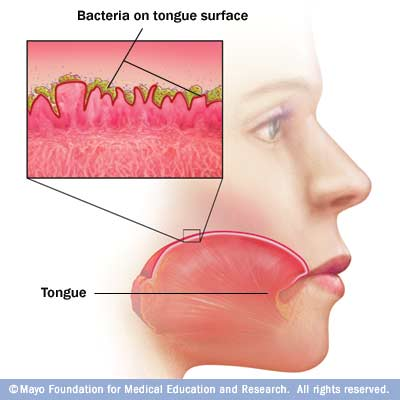 Bacteria on tongue surface
Tongue
© Mayo Foundation for Medical Education and Research. All rights reserved.